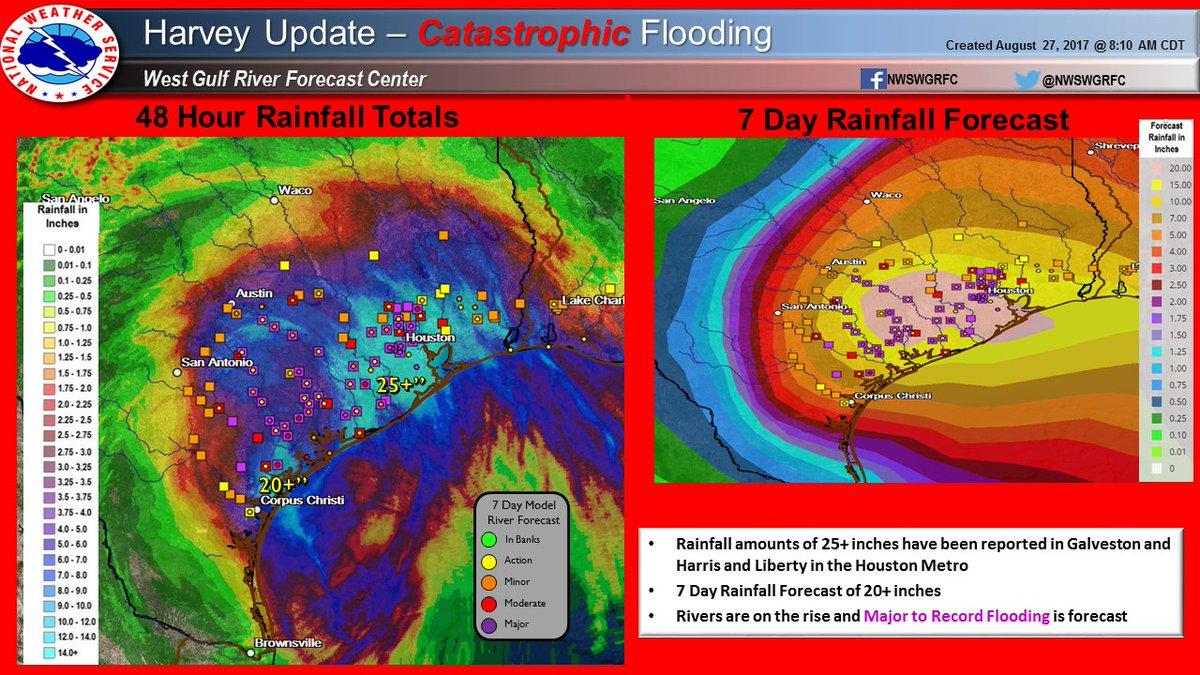 NATIONAL WEATHER SERVICE
Harvey Update – Catastrophic Flooding
Created August 27, 2017 @ 8:10 AM CDT
West Gulf River Forecast Center
NWSWGRFC
@NWSWGRFC
48 Hour Rainfall Totals
San Angelo
Waco
Austin
San Antonio
Houston
Lake Charl
25+”
20+”
Corpus Christi
Brownsville
Rainfall in
Inches
0 - 0.01
0.01 - 0.1
0.1 - 0.25
0.25 - 0.5
0.5 - 0.75
0.75 - 1.0
1.0 - 1.25
1.25 - 1.5
1.5 - 1.75
1.75 - 2.0
2.0 - 2.25
2.25 - 2.5
2.5 - 2.75
2.75 - 3.0
3.0 - 3.25
3.25 - 3.5
3.5 - 3.75
3.75 - 4.0
4.0 - 5.0
5.0 - 6.0
6.0 - 7.0
7.0 - 8.0
8.0 - 9.0
9.0 - 10.0
10.0 - 12.0
12.0 - 14.0
14.0+
7 Day Model
River Forecast
In Banks
Action
Minor
Moderate
Major
7 Day Rainfall Forecast
Shrevep
Waco
San Angelo
Austin
San Antonio
Houston
Corpus Christi
Forecast
Rainfall in
Inches
20.00
15.00
10.00
7.00
5.00
4.00
3.00
2.50
2.00
1.75
1.50
1.25
1.00
0.75
0.50
0.25
0.10
0.01
0
• Rainfall amounts of 25+ inches have been reported in Galveston and
Harris and Liberty in the Houston Metro
• 7 Day Rainfall Forecast of 20+ inches
• Rivers are on the rise and Major to Record Flooding is forecast